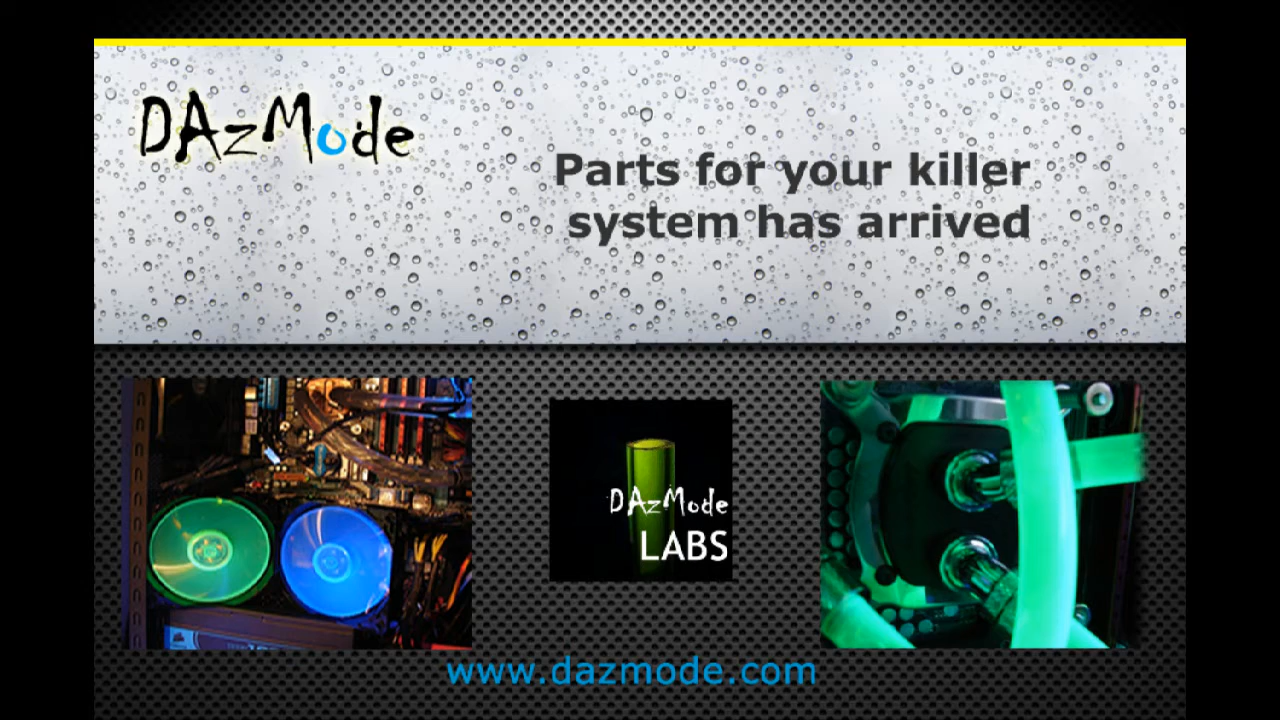 DAzMode
Parts for your killer
system has arrived
DAzMode
LABS
www.dazmode.com